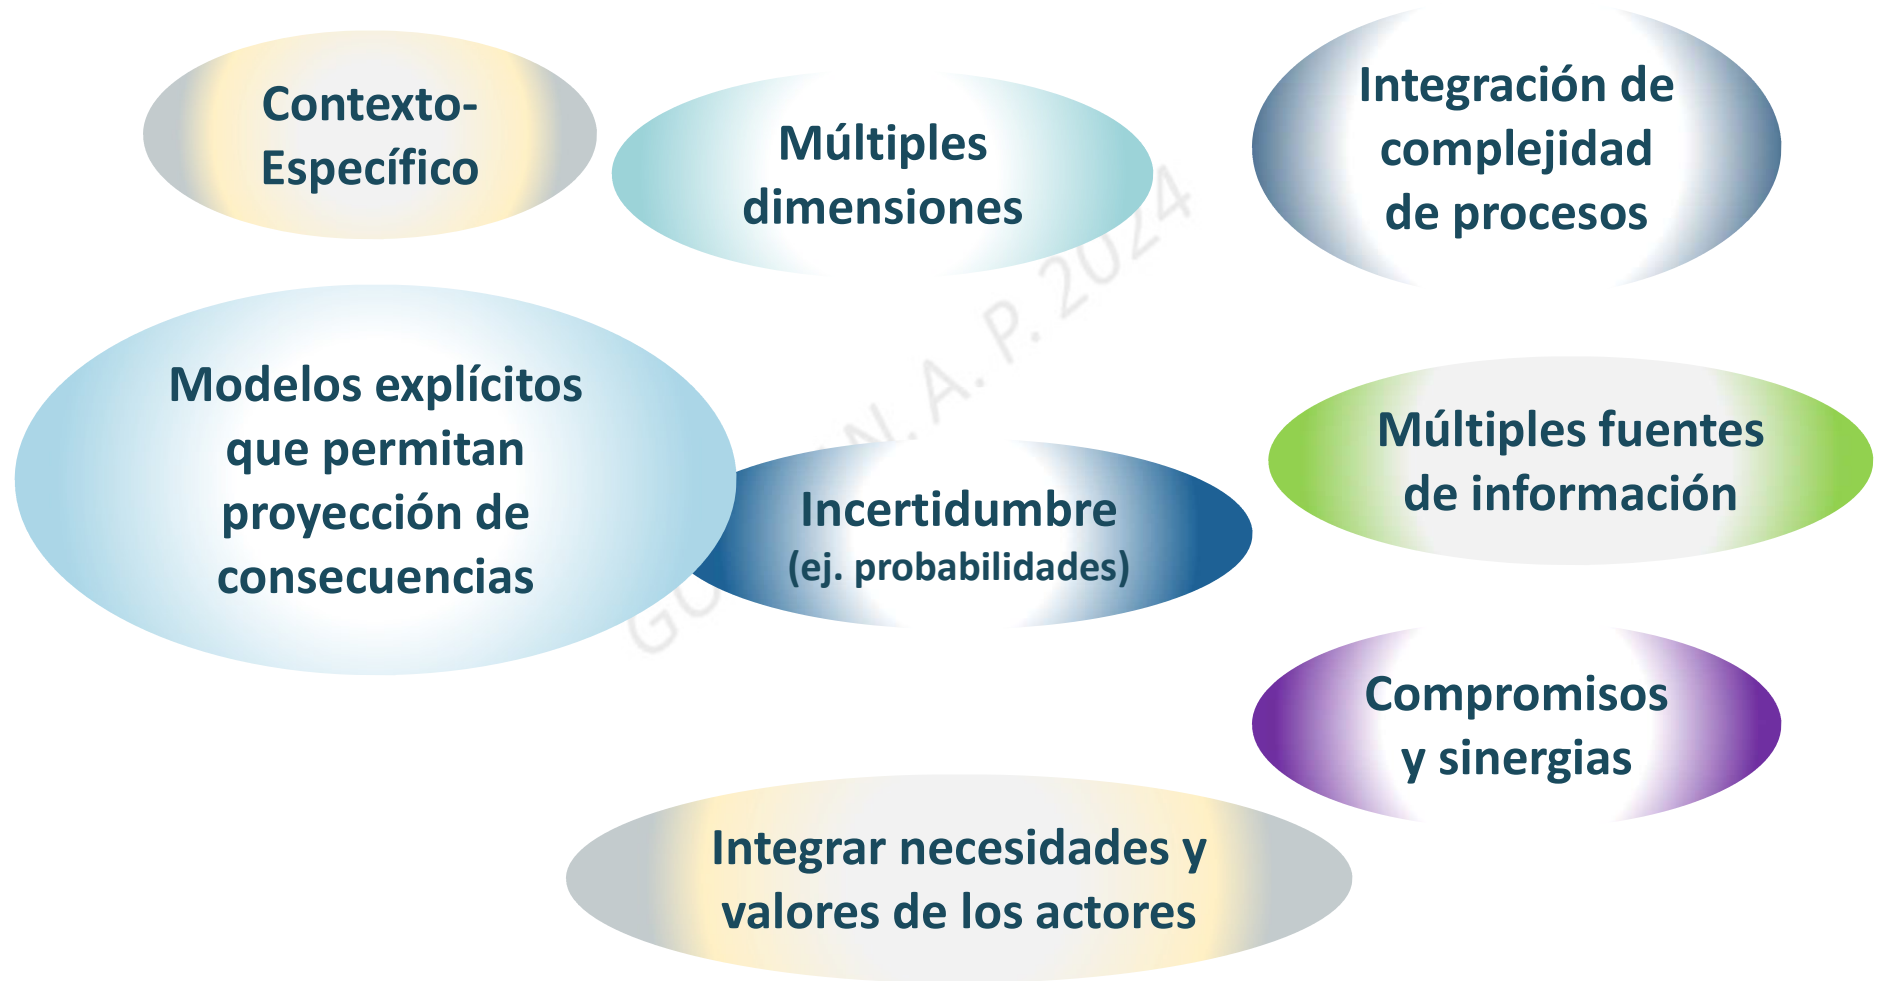 Contexto-
Específico
Múltiples
dimensiones
Integración de
complejidad
de procesos
Modelos explícitos
que permitan
proyección de
consecuencias
Incertidumbre
(ej. probabilidades)
Múltiples fuentes
de información
Compromisos
y sinergias
Integrar necesidades y
valores de los actores
N. A. P. 2024